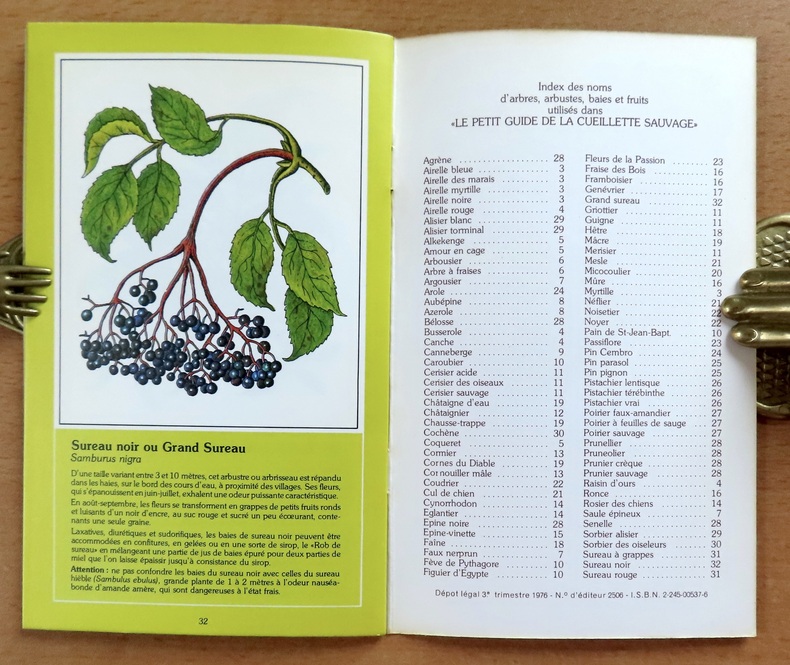 Sureau noir ou Grand Sureau
Samburus nigra
D'une taille variant entre 3 et 10 mètres, cet arbuste ou arbrisseau est répandu
dans les haies, sur le bord des cours d'eau, à proximité des villages. Ses fleurs,
qui s'épanouissent en juin-juillet, exhalent une odeur puissante caractéristique.
En août-septembre, les fleurs se transforment en grappes de petits fruits ronds
et luisants d'un noir d'encre, au suc rouge et sucré un peu écœurant, conte-
nants une seule graine.
Laxatives, diurétiques et sudorifiques, les baies de sureau noir peuvent être
accommodées en confitures, en gelées ou en une sorte de sirop, le «Rob de
sureau» en mélangeant une partie de jus de baies épuré pour deux parties de
miel que l'on laisse épaissir jusqu'à consistance du sirop.
Attention : ne pas confondre les baies du sureau noir avec celles du sureau
hièble (Sambulus ebulus), grande plante de 1 à 2 mètres à l'odeur nauséa-
bonde d'amande amère, qui sont dangereuses à l'état frais.
32
Index des noms
d'arbres, arbustes, baies et fruits
utilisés dans
«LE PETIT GUIDE DE LA CUEILLETTE SAUVAGE»
Agrène 28
Airelle bleue 3
Airelle des marais 3
Airelle myrtille 3
Airelle noire 3
Airelle rouge 4
Alisier blanc 29
Alisier torminal 29
Alkekenge 5
Amour en cage 5
Arbousier 6
Arbre à fraises 6
Argousier 7
Arole 24
Aubépine 8
Azerole 8
Bélosse 28
Busserole 4
Canche 4
Canneberge 9
Caroubier 10
Cerisier acide 11
Cerisier des oiseaux 11
Cerisier sauvage 11
Châtaigne d'eau 19
Châtaignier 12
Chausse-trappe 19
Cochène 30
Coqueret 5
Cormier 13
Cornes du Diable 19
Cornouiller mâle 13
Coudrier 22
Cul de chien 21
Cynorrhodon 14
Eglantier 14
Epine noire 28
Epine-vinette 15
Faîne 18
Faux nerprun 7
Fève de Pythagore 10
Figuier d'Egypte 10
Fleurs de la Passion 23
Fraise des Bois 16
Framboisier 16
Genévrier 17
Grand sureau 32
Griottier 11
Guigne 11
Hêtre 18
Mâcre 19
Merisier 11
Mesle 21
Micocoulier 20
Mûre 16
Myrtille 3
Néflier 21
Noisetier 22
Noyer 22
Pain de St-Jean-Bapt. 10
Passiflore 23
Pin Cembro 24
Pin parasol 25
Pin pignon 25
Pistachier lentisque 26
Pistachier térébinthe 26
Pistachier vrai 26
Poirier faux-amandier 27
Poirier à feuilles de sauge 27
Poirier sauvage 27
Prunellier 28
Pruneolier 28
Prunier crèque 28
Prunier sauvage 28
Raisin d'ours 4
Ronce 16
Rosier des chiens 14
Saule épineux 7
Senelle 28
Sorbier alisier 29
Sorbier des oiseleurs 30
Sureau à grappes 31
Sureau noir 32
Sureau rouge 31
Dépot légal 3e trimestre 1976 - N.º d'éditeur 2506 - I.S.B.N. 2-245-00537-6